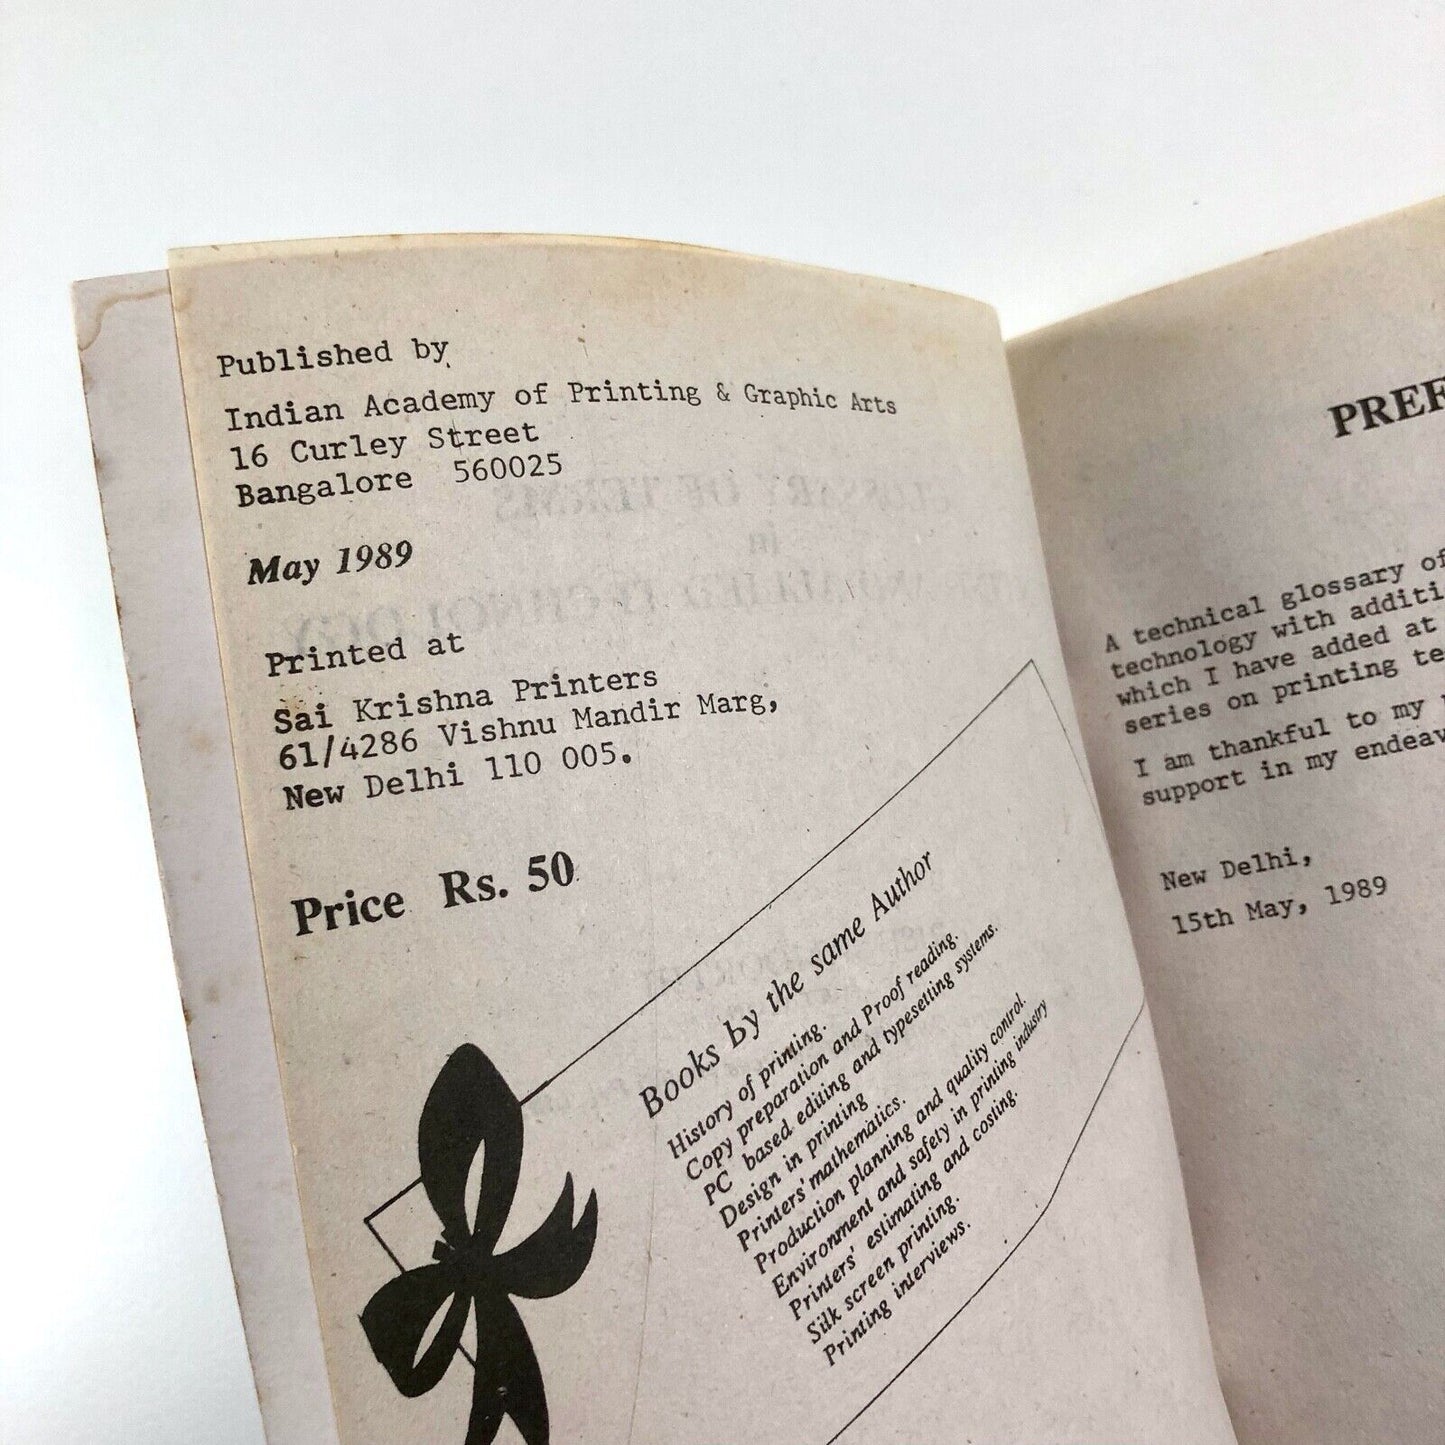 Published by
Indian Academy of Printing & Graphic Arts
16 Curley Street
Bangalore 560025
May 1989
Printed at
Sai Krishna Printers
61/4286 Vishnu Mandir Marg,
New Delhi 110 005.
Price Rs. 50
Books by the same Author
History of printing.
Copy preparation and Proof reading.
PC based editing and typesetting systems.
Design in printing
Printers' mathematics.
Production planning and quality control.
Environment and safety in printing industry
Printers' estimating and costing.
Silk screen printing.
Printing interviews.
A technical glossary of
technology with additi
which I have added at
series on printing te
I am thankful to my
support in my endeav
New Delhi,
15th May, 1989